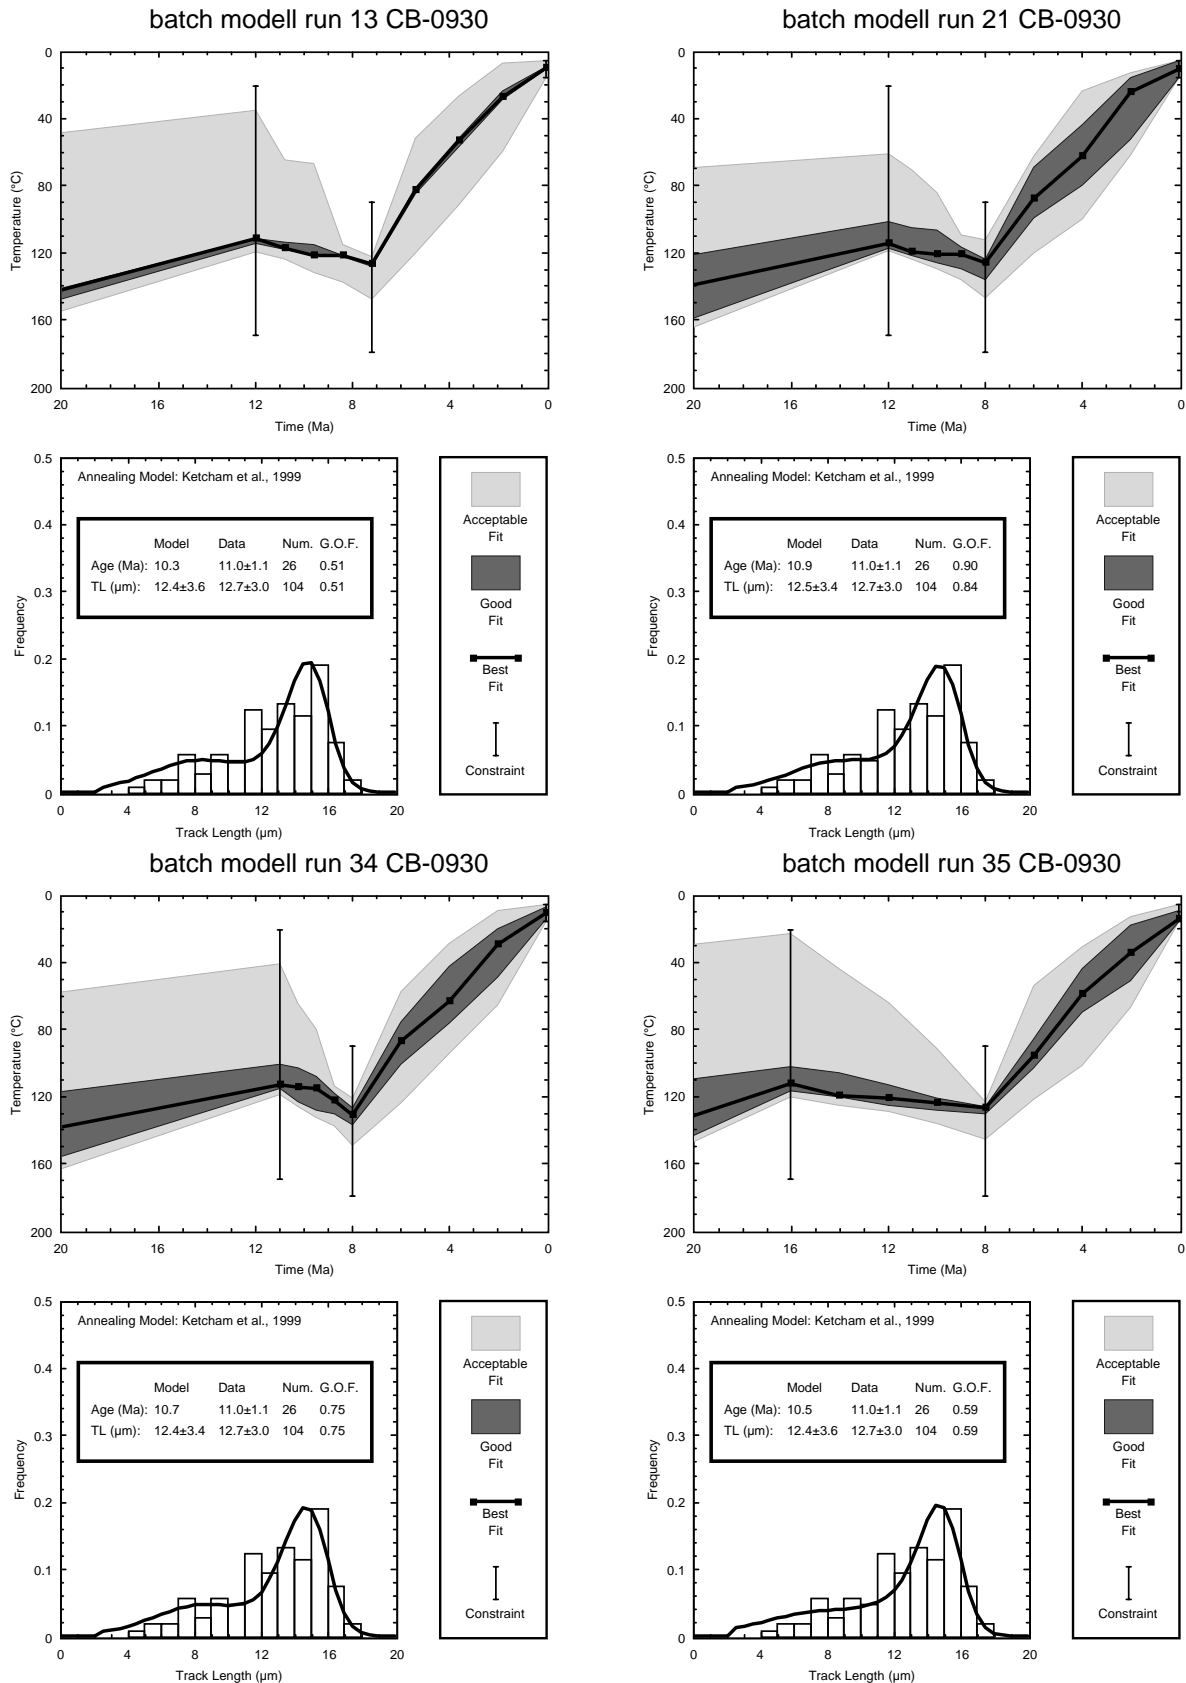 batch modell run 13 CB-0930
0
40
80
120
160
200
Temperature (°C)
20 16 12 8 4 0
Time (Ma)
0.5
0.4
0.3
0.2
0.1
0
Frequency
Annealing Model: Ketcham et al., 1999
Model Data Num. G.O.F.
Age (Ma): 10.3 11.0±1.1 26 0.51
TL (µm): 12.4±3.6 12.7±3.0 104 0.51
0 4 8 12 16 20
Track Length (µm)
Acceptable
Fit
Good
Fit
Best
Fit
Constraint
batch modell run 21 CB-0930
0
40
80
120
160
200
Temperature (°C)
20 16 12 8 4 0
Time (Ma)
0.5
0.4
0.3
0.2
0.1
0
Frequency
Annealing Model: Ketcham et al., 1999
Model Data Num. G.O.F.
Age (Ma): 10.9 11.0±1.1 26 0.90
TL (µm): 12.5±3.4 12.7±3.0 104 0.84
0 4 8 12 16 20
Track Length (µm)
Acceptable
Fit
Good
Fit
Best
Fit
Constraint
batch modell run 34 CB-0930
0
40
80
120
160
200
Temperature (°C)
20 16 12 8 4 0
Time (Ma)
0.5
0.4
0.3
0.2
0.1
0
Frequency
Annealing Model: Ketcham et al., 1999
Model Data Num. G.O.F.
Age (Ma): 10.7 11.0±1.1 26 0.75
TL (µm): 12.4±3.4 12.7±3.0 104 0.75
0 4 8 12 16 20
Track Length (µm)
Acceptable
Fit
Good
Fit
Best
Fit
Constraint
batch modell run 35 CB-0930
0
40
80
120
160
200
Temperature (°C)
20 16 12 8 4 0
Time (Ma)
0.5
0.4
0.3
0.2
0.1
0
Frequency
Annealing Model: Ketcham et al., 1999
Model Data Num. G.O.F.
Age (Ma): 10.5 11.0±1.1 26 0.59
TL (µm): 12.4±3.6 12.7±3.0 104 0.59
0 4 8 12 16 20
Track Length (µm)
Acceptable
Fit
Good
Fit
Best
Fit
Constraint